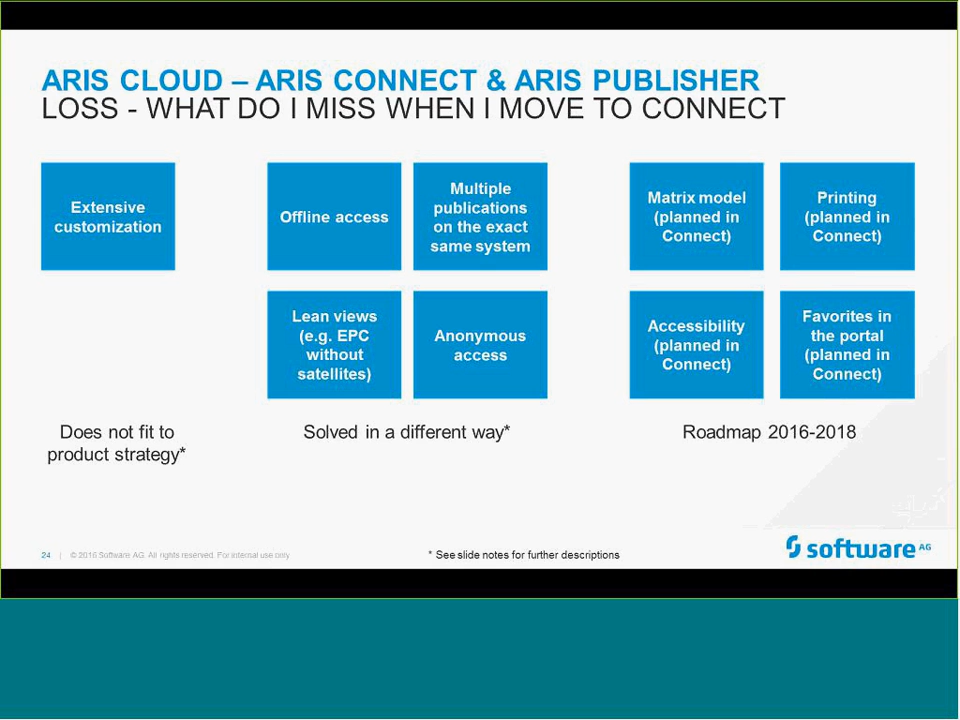 ARIS CLOUD – ARIS CONNECT & ARIS PUBLISHER
LOSS - WHAT DO I MISS WHEN I MOVE TO CONNECT
Extensive
customization
Offline access
Multiple
publications
on the exact
same system
Matrix model
(planned in
Connect)
Printing
(planned in
Connect)
Lean views
(e.g. EPC
without
satellites)
Anonymous
access
Accessibility
(planned in
Connect)
Favorites in
the portal
(planned in
Connect)
Does not fit to
product strategy*
Solved in a different way*
Roadmap 2016-2018
24 | © 2016 Software AG. All rights reserved. For internal use only
* See slide notes for further descriptions
software AG